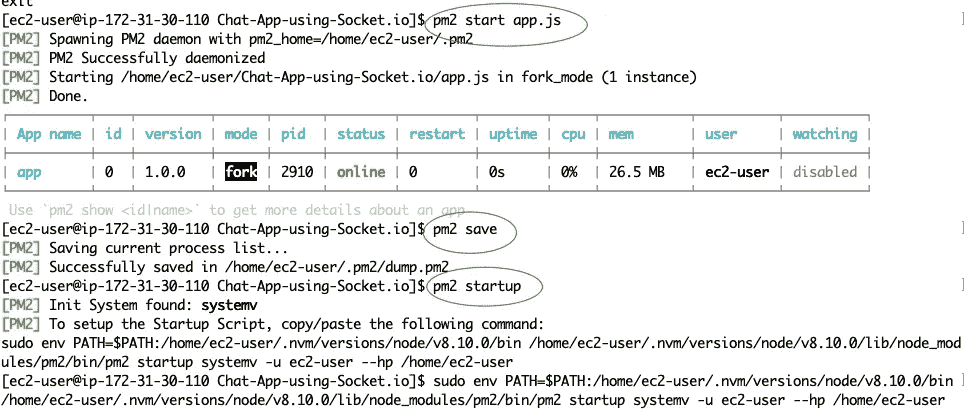 exit
[ec2-user@ip-172-31-30-110 Chat-App-using-Socket.io]$ pm2 start app.js
[PM2] Spawning PM2 daemon with pm2_home=/home/ec2-user/.pm2
[PM2] PM2 Successfully daemonized
[PM2] Starting /home/ec2-user/Chat-App-using-Socket.io/app.js in fork_mode (1 instance)
[PM2] Done.
App name | id | version | mode | pid | status | restart | uptime | cpu | mem | user | watching
app | 0 | 1.0.0 | fork | 2910 | online | 0 | 0s | 0% | 26.5 MB | ec2-user | disabled
Use `pm2 show <id|name>` to get more details about an app
[ec2-user@ip-172-31-30-110 Chat-App-using-Socket.io]$ pm2 save
[PM2] Saving current process list...
[PM2] Successfully saved in /home/ec2-user/.pm2/dump.pm2
[ec2-user@ip-172-31-30-110 Chat-App-using-Socket.io]$ pm2 startup
[PM2] Init System found: systemv
[PM2] To setup the Startup Script, copy/paste the following command:
sudo env PATH=$PATH:/home/ec2-user/.nvm/versions/node/v8.10.0/bin /home/ec2-user/.nvm/versions/node/v8.10.0/lib/node_mod
ules/pm2/bin/pm2 startup systemv -u ec2-user --hp /home/ec2-user
[ec2-user@ip-172-31-30-110 Chat-App-using-Socket.io]$ sudo env PATH=$PATH:/home/ec2-user/.nvm/versions/node/v8.10.0/bin
/home/ec2-user/.nvm/versions/node/v8.10.0/lib/node_modules/pm2/bin/pm2 startup systemv -u ec2-user --hp /home/ec2-user